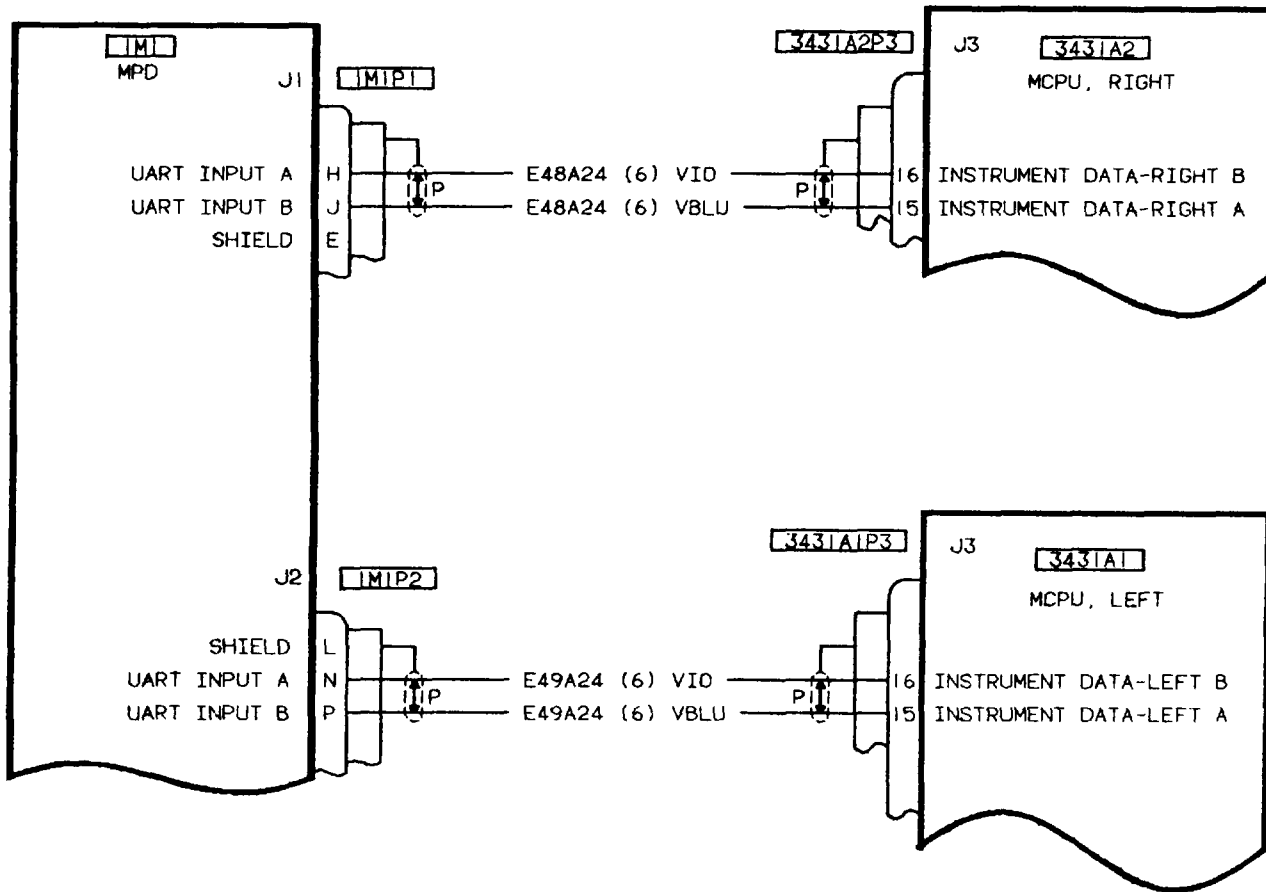 1M1
MPD
J1
1M1P1
UART INPUT A H
UART INPUT B J
SHIELD E
P
E48A24 (6) VIO
E48A24 (6) VBLU
P
3431A2P3
J3
3431A2
MCPU, RIGHT
16 INSTRUMENT DATA-RIGHT B
15 INSTRUMENT DATA-RIGHT A
J2
1M1P2
SHIELD L
UART INPUT A N
UART INPUT B P
P
E49A24 (6) VIO
E49A24 (6) VBLU
P
3431A1P3
J3
3431A1
MCPU, LEFT
16 INSTRUMENT DATA-LEFT B
15 INSTRUMENT DATA-LEFT A